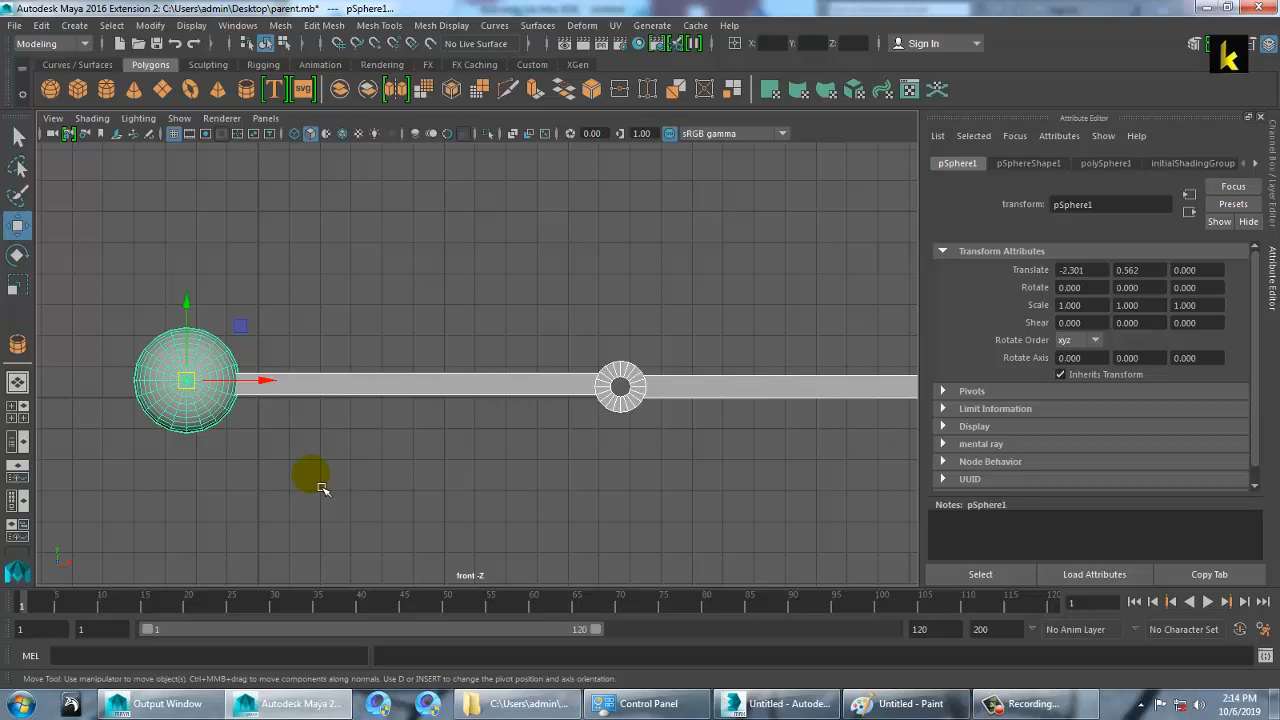 Autodesk Maya 2016 Extension 2: C:\Users\admin\Desktop\parent.mb* --- pSphere1...
File Edit Create Select Modify Display Windows Mesh Edit Mesh Mesh Tools Mesh Display Curves Surfaces Deform UV Generate Cache Help
Modeling No Live Surface X: Y: Z: Sign In
k
Curves / Surfaces Polygons Sculpting Rigging Animation Rendering FX FX Caching Custom XGen
T svg
View Shading Lighting Show Renderer Panels
0.00 1.00 sRGB gamma
Attribute Editor
List Selected Focus Attributes Show Help
pSphere1 pSphereShape1 polySphere1 initialShadingGroup
Focus
transform: pSphere1 Presets
Show Hide
Transform Attributes
Translate -2.301 0.562 0.000
Rotate 0.000 0.000 0.000
Scale 1.000 1.000 1.000
Shear 0.000 0.000 0.000
Rotate Order xyz
Rotate Axis 0.000 0.000 0.000
Inherits Transform
Pivots
Limit Information
Display
mental ray
Node Behavior
UUID
Notes: pSphere1
Select Load Attributes Copy Tab
Channel Box / Layer Editor
Attribute Editor
y
x
front -Z
1 5 10 15 20 25 30 35 40 45 50 55 60 65 70 75 80 85 90 95 100 105 110 115 120 1
1 1 1 120 120 200 No Anim Layer No Character Set
MEL
Move Tool: Use manipulator to move object(s). Ctrl+MMB+drag to move components along normals. Use D or INSERT to change the pivot position and axis orientation.
Output Window Autodesk Maya 2... C:\Users\admin\... Control Panel Untitled - Autode... Untitled - Paint Recording...
2:14 PM
10/6/2019